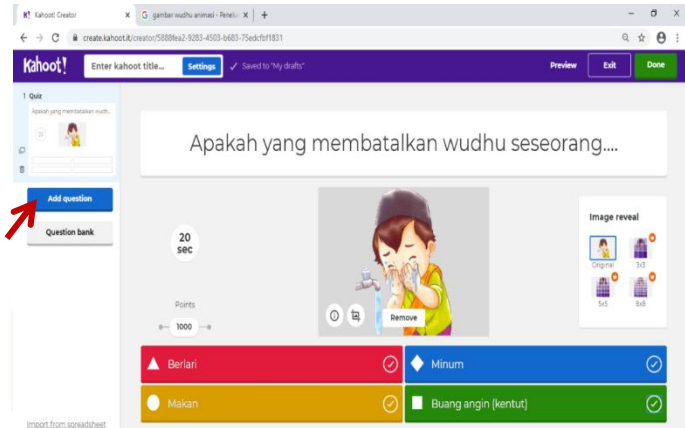 Kahoot! Creator
gambar wudhu animasi - Penelu
create.kahoot.it/creator/5888fea2-9283-4503-b683-75edcfbf1831
Kahoot!
Enter kahoot title...
Settings
Saved to "My drafts"
Preview
Exit
Done
1 Quiz
Apakah yang membatalkan wudh..
20
Add question
Question bank
Import from spreadsheet
Apakah yang membatalkan wudhu seseorang....
20
sec
Points
1000
Remove
Image reveal
Original
3x3
5x5
8x8
Berlari
Minum
Makan
Buang angin (kentut)